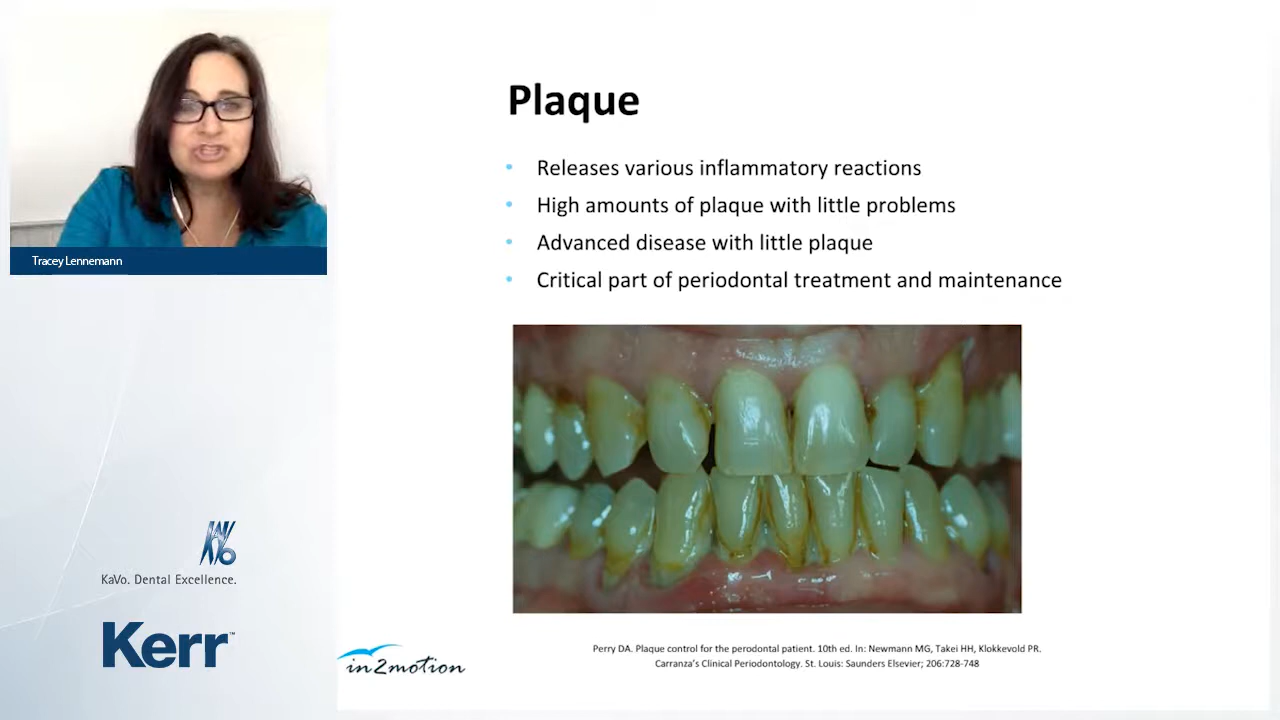 Tracey Lennemann
KaVo
KaVo. Dental Excellence.
Kerr™
Plaque
• Releases various inflammatory reactions
• High amounts of plaque with little problems
• Advanced disease with little plaque
• Critical part of periodontal treatment and maintenance
in2motion
Perry DA. Plaque control for the perodontal patient. 10th ed. In: Newmann MG, Takei HH, Klokkevold PR.
Carranza’s Clinical Periodontology. St. Louis: Saunders Elsevier; 206:728-748